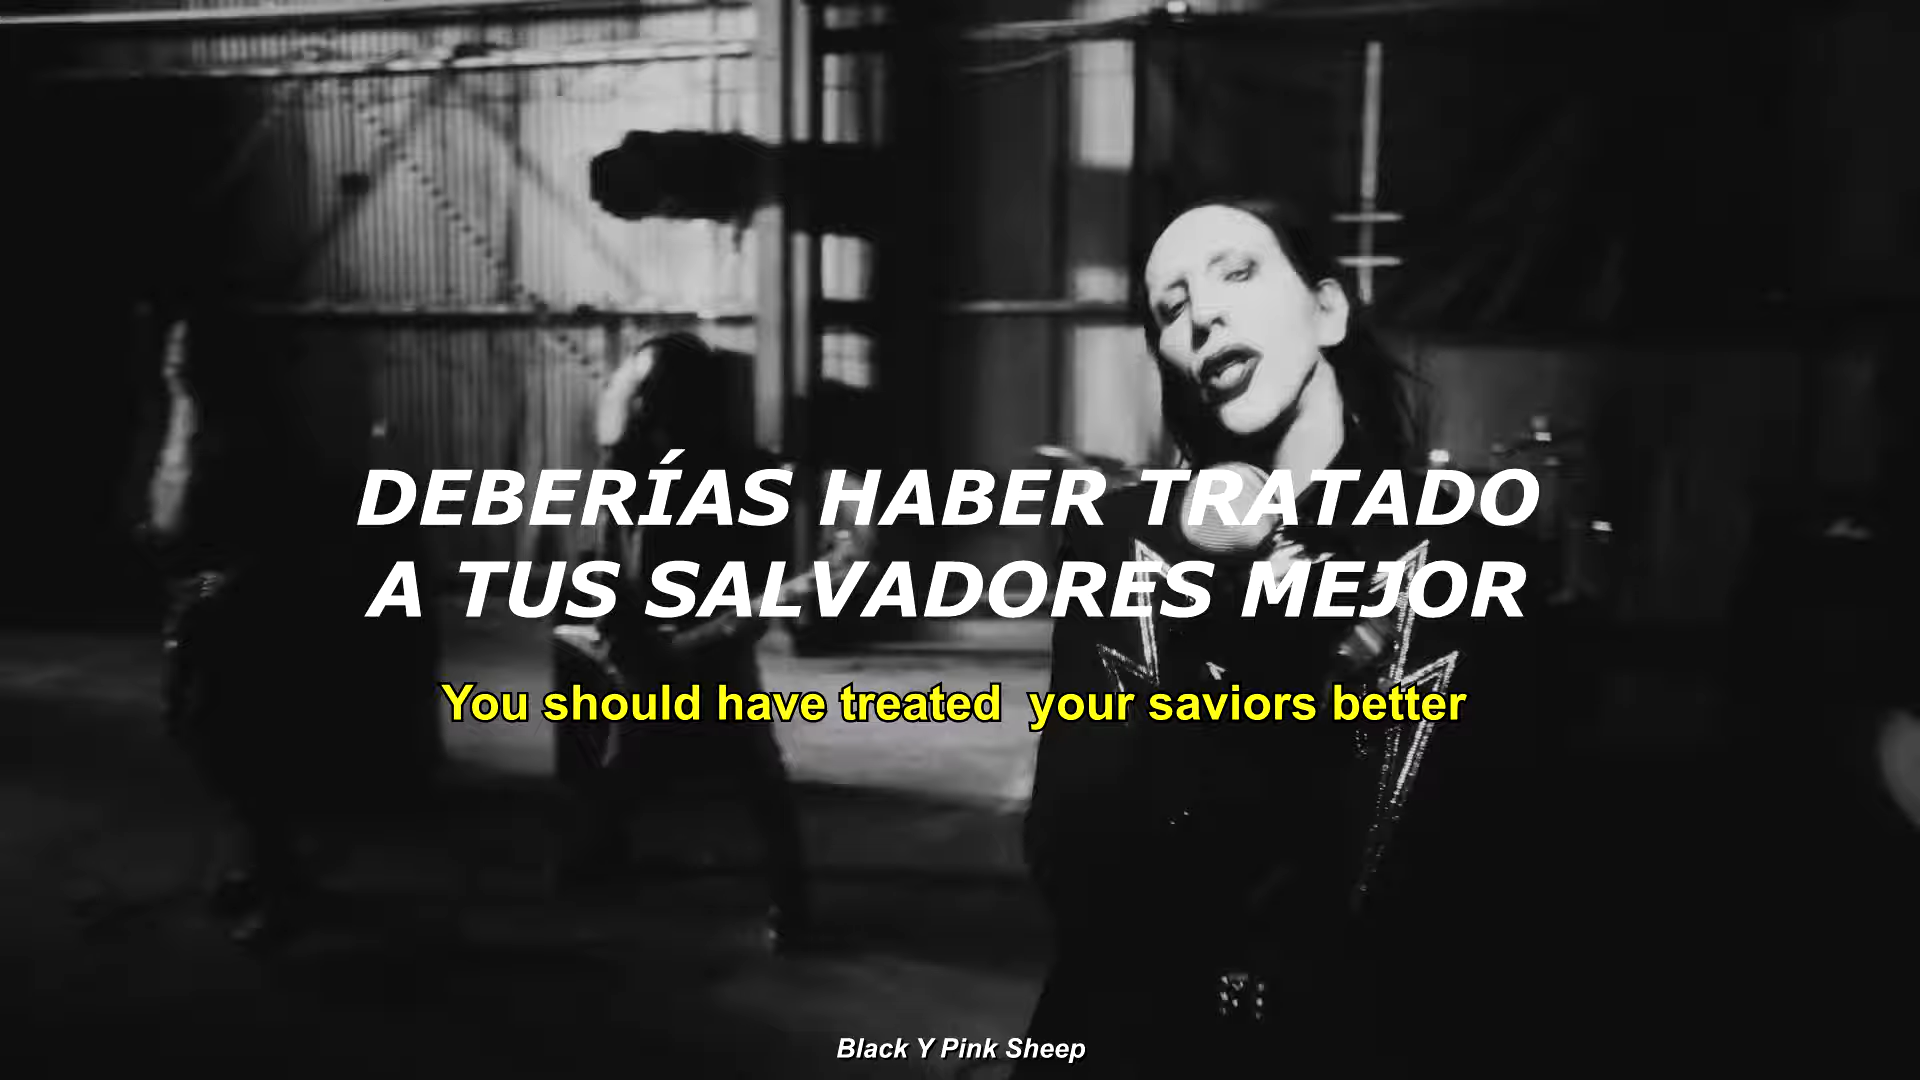 DEBERÍAS HABER TRATADO
A TUS SALVADORES MEJOR
You should have treated  your saviors better
Black Y Pink Sheep